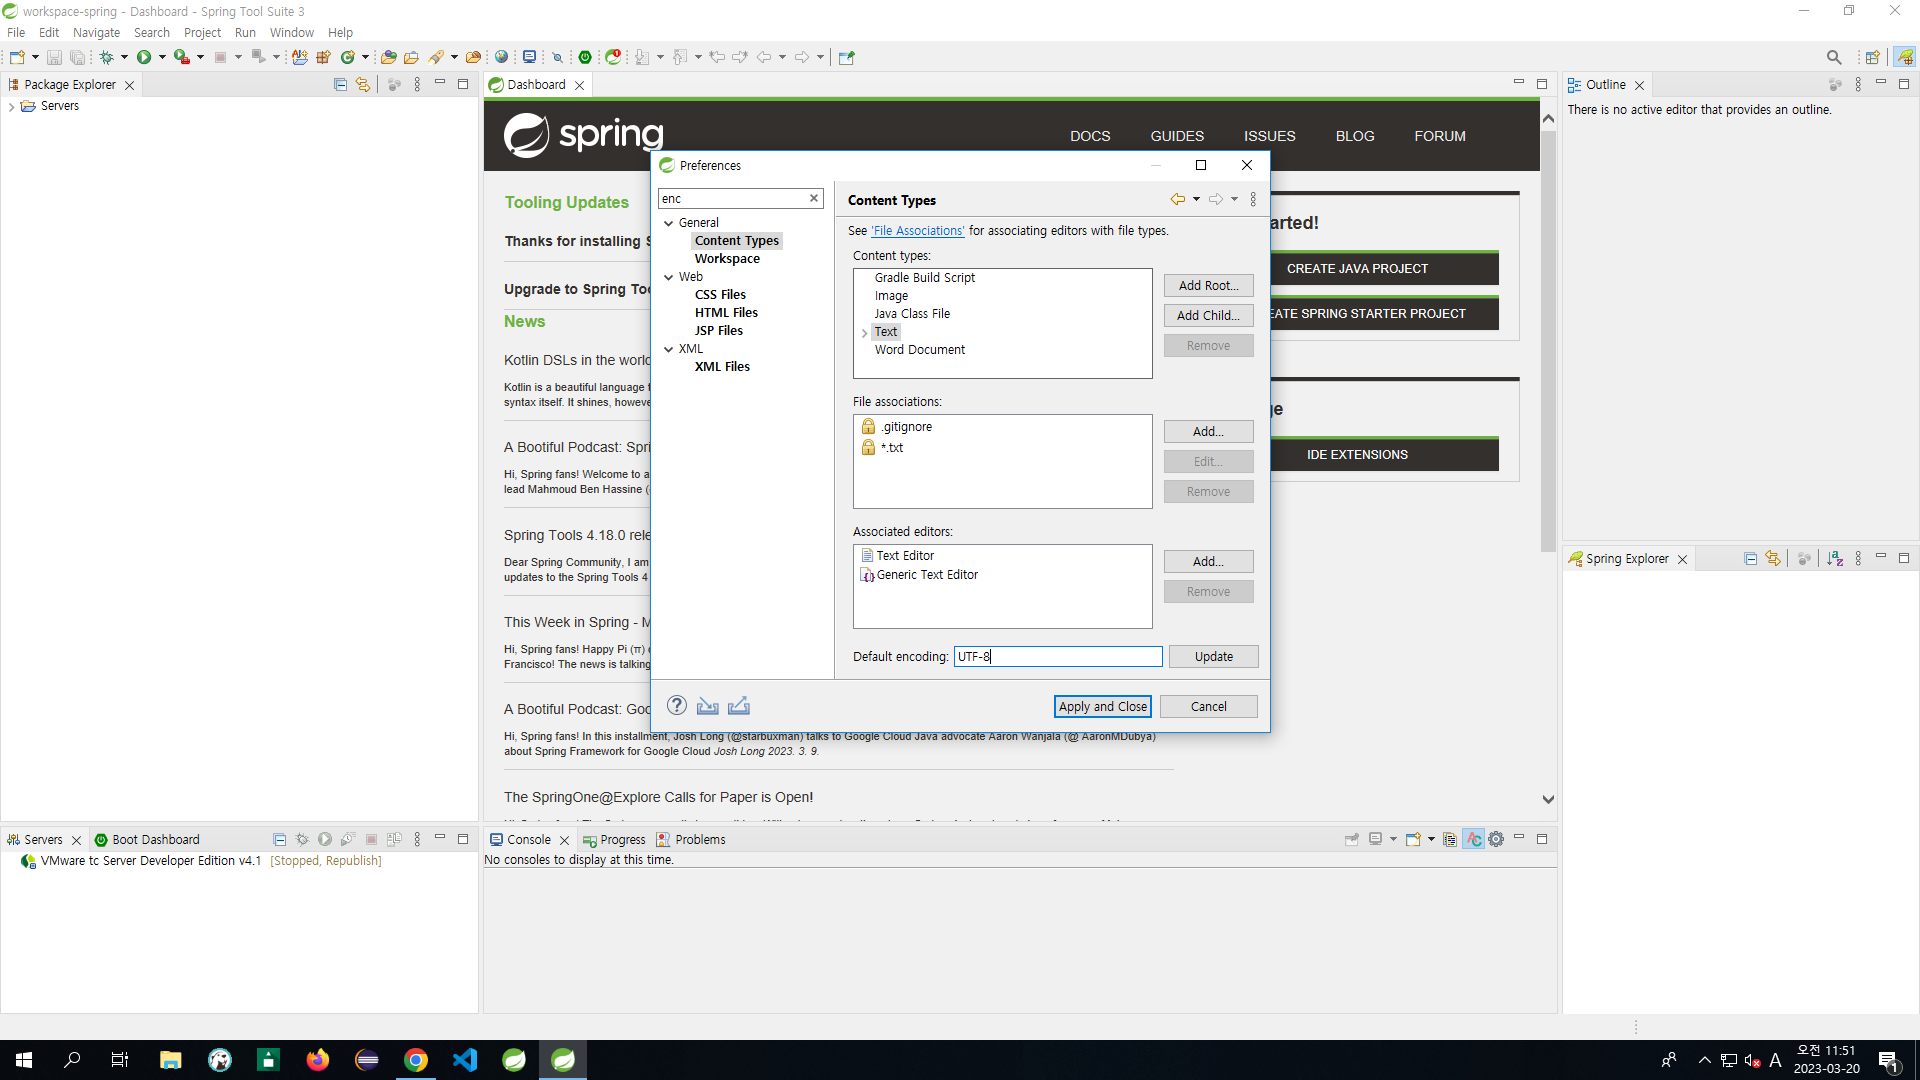 workspace-spring - Dashboard - Spring Tool Suite 3
File Edit Navigate Search Project Run Window Help
Package Explorer
Servers
Dashboard
spring
DOCS GUIDES ISSUES BLOG FORUM
Tooling Updates
Thanks for installing S
Upgrade to Spring Too
News
Kotlin DSLs in the world
Kotlin is a beautiful language
syntax itself. It shines, howeve
A Bootiful Podcast: Spri
Hi, Spring fans! Welcome to a
lead Mahmoud Ben Hassine (
Spring Tools 4.18.0 rele
Dear Spring Community, I am
updates to the Spring Tools 4
This Week in Spring - M
Hi, Spring fans! Happy Pi (π)
Francisco! The news is talking
A Bootiful Podcast: Goo
Hi, Spring fans! In this installment, Josh Long (@starbuxman) talks to Google Cloud Java advocate Aaron Wanjala (@ AaronMDubya)
about Spring Framework for Google Cloud Josh Long 2023. 3. 9.
The SpringOne@Explore Calls for Paper is Open!
arted!
CREATE JAVA PROJECT
EATE SPRING STARTER PROJECT
ge
IDE EXTENSIONS
Preferences
enc
General
Content Types
Workspace
Web
CSS Files
HTML Files
JSP Files
XML
XML Files
Content Types
See 'File Associations' for associating editors with file types.
Content types:
Gradle Build Script
Image
Java Class File
Text
Word Document
Add Root...
Add Child...
Remove
File associations:
.gitignore
*.txt
Add...
Edit...
Remove
Associated editors:
Text Editor
Generic Text Editor
Add...
Remove
Default encoding: UTF-8 Update
Apply and Close Cancel
Outline
There is no active editor that provides an outline.
Spring Explorer
Servers Boot Dashboard
VMware tc Server Developer Edition v4.1 [Stopped, Republish]
Console Progress Problems
No consoles to display at this time.
A
오전 11:51
2023-03-20
1